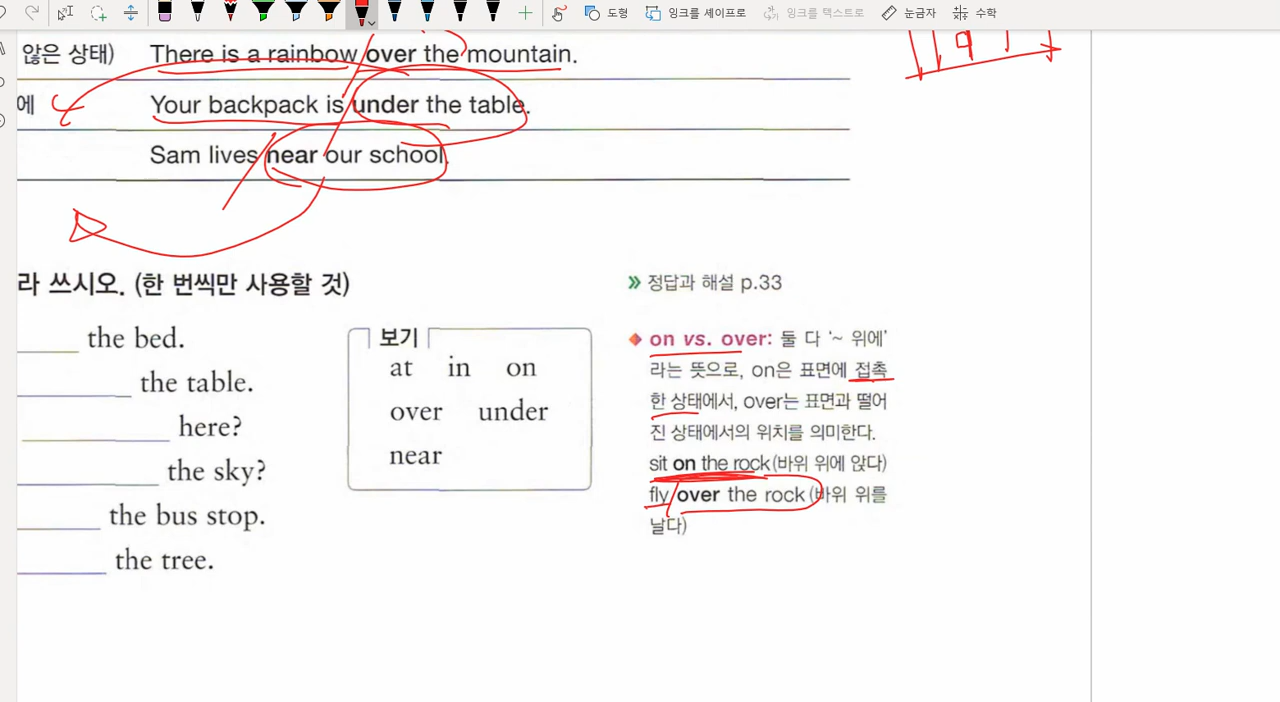 도형
잉크를 셰이프로
잉크를 텍스트로
눈금자
수학
않은 상태)
There is a rainbow over the mountain.
에
Your backpack is under the table.
Sam lives near our school.
라 쓰시오. (한 번씩만 사용할 것)
the bed.
the table.
here?
the sky?
the bus stop.
the tree.
보기
at in on
over under
near
정답과 해설 p.33
on vs. over: 둘 다 '~ 위에'
라는 뜻으로, on은 표면에 접촉
한 상태에서, over는 표면과 떨어
진 상태에서의 위치를 의미한다.
sit on the rock(바위 위에 앉다)
fly over the rock(바위 위를
날다)